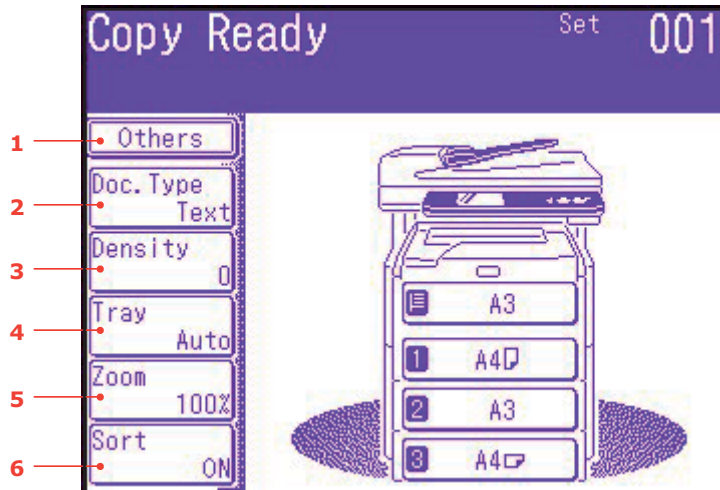 Copy Ready Set 001
1 Others
2 Doc.Type
Text
3 Density
0
4 Tray
Auto
5 Zoom
100%
6 Sort
ON
A3
1 A4
2 A3
3 A4